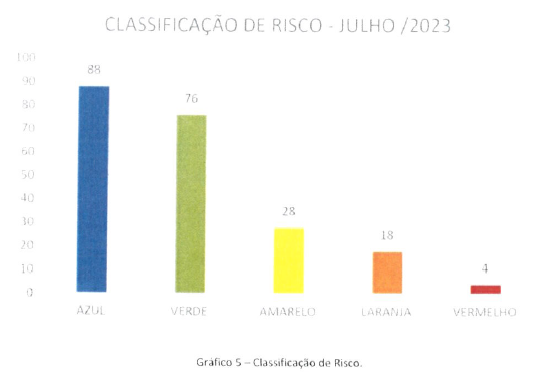 CLASSIFICAÇÃO DE RISCO - JULHO /2023
100
90
80
70
60
50
40
30
20
10
0
88
76
28
18
4
AZUL
VERDE
AMARELO
LARANJA
VERMELHO
Gráfico 5 – Classificação de Risco.